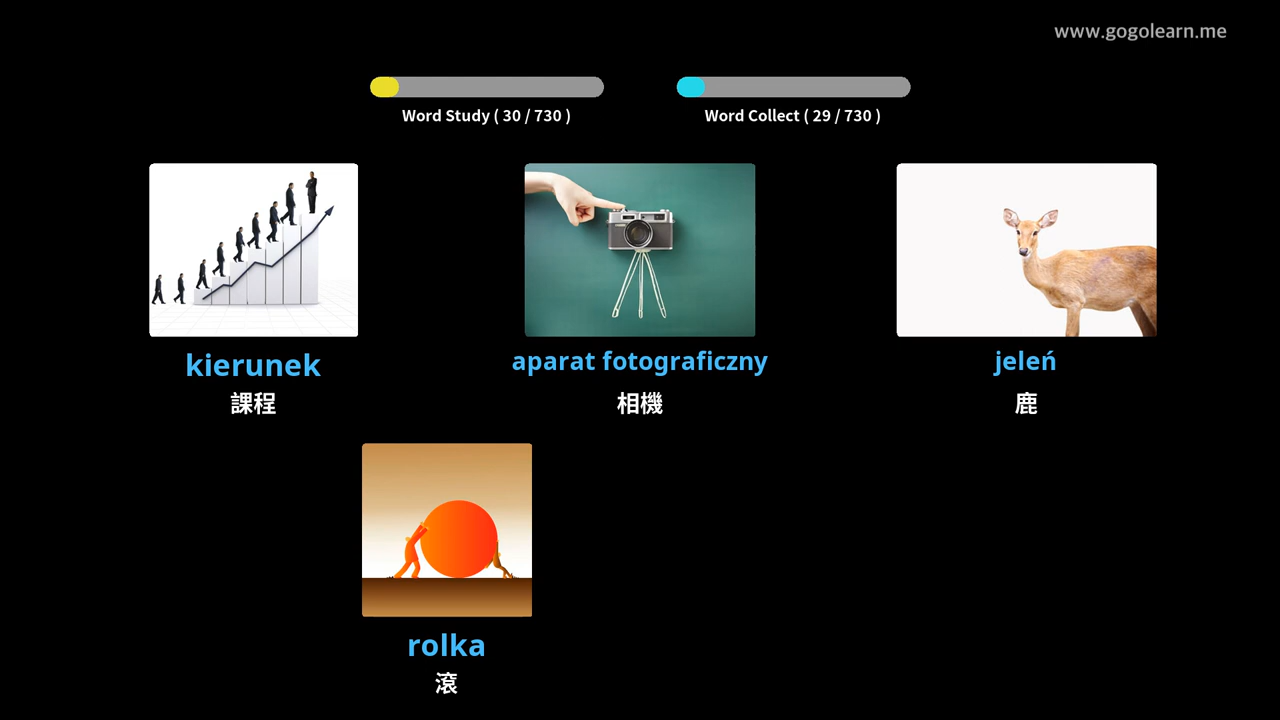 www.gogolearn.me
Word Study ( 30 / 730 )
Word Collect ( 29 / 730 )
kierunek
課程
aparat fotograficzny
相機
jeleń
鹿
rolka
滾